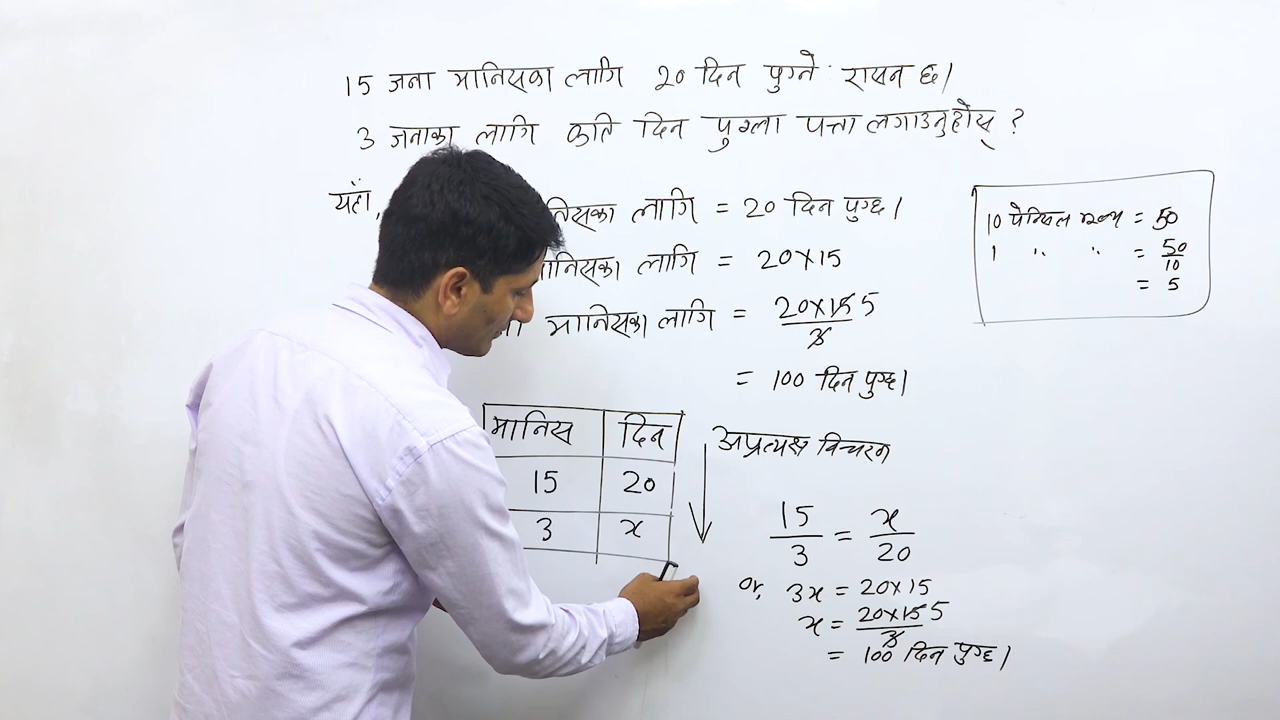 15 जना मानिसका लागि 20 दिन पुग्ने रासन छ।
3 जनाका लागि कति दिन पुग्ला पत्ता लगाउनुहोस् ?
यहाँ,
का लागि = 20 दिन पुग्छ।
मानिसका लागि = 20×15
मानिसका लागि = 20×15 5
3
= 100 दिन पुग्छ।
10 पेन्सिल = 50
1 " " = 50
10
= 5
मानिस दिन
15 20
3 x
अप्रत्यक्ष विचरण
15/3 = x/20
or, 3x = 20×15
x = 20×15 5
3
= 100 दिन पुग्छ।